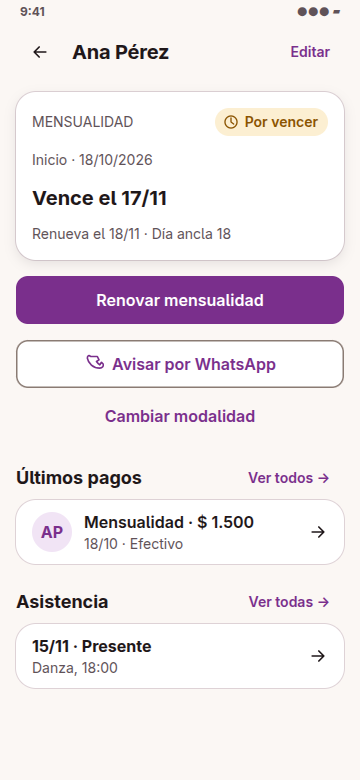 9:41
← Ana Pérez Editar
MENSUALIDAD Por vencer
Inicio · 18/10/2026
Vence el 17/11
Renueva el 18/11 · Día ancla 18
Renovar mensualidad
Avisar por WhatsApp
Cambiar modalidad
Últimos pagos Ver todos →
AP Mensualidad · $ 1.500 →
18/10 · Efectivo
Asistencia Ver todas →
15/11 · Presente →
Danza, 18:00